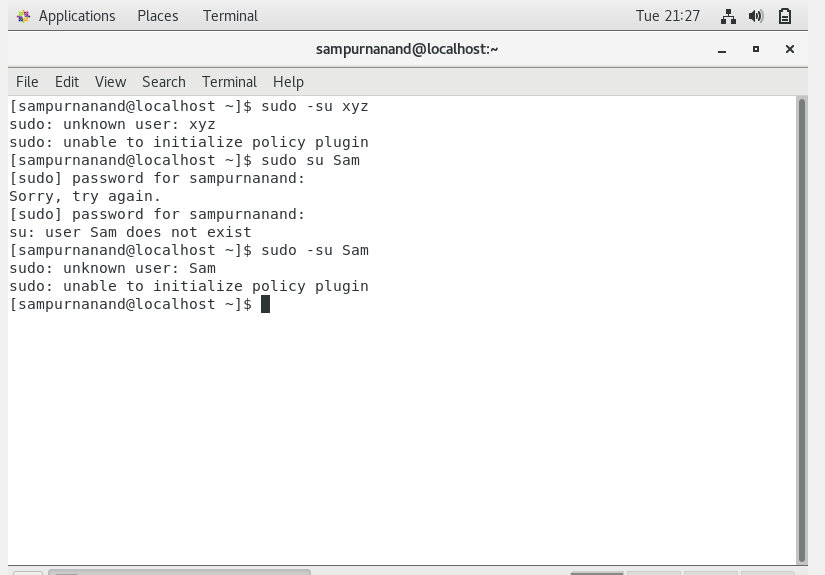 Applications Places Terminal Tue 21:27
sampurnanand@localhost:~
File Edit View Search Terminal Help
[sampurnanand@localhost ~]$ sudo -su xyz
sudo: unknown user: xyz
sudo: unable to initialize policy plugin
[sampurnanand@localhost ~]$ sudo su Sam
[sudo] password for sampurnanand:
Sorry, try again.
[sudo] password for sampurnanand:
su: user Sam does not exist
[sampurnanand@localhost ~]$ sudo -su Sam
sudo: unknown user: Sam
sudo: unable to initialize policy plugin
[sampurnanand@localhost ~]$